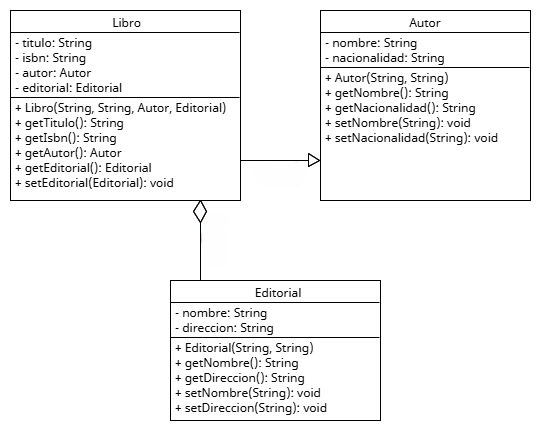 Libro
- titulo: String
- isbn: String
- autor: Autor
- editorial: Editorial
+ Libro(String, String, Autor, Editorial)
+ getTitulo(): String
+ getIsbn(): String
+ getAutor(): Autor
+ getEditorial(): Editorial
+ setEditorial(Editorial): void
Autor
- nombre: String
- nacionalidad: String
+ Autor(String, String)
+ getNombre(): String
+ getNacionalidad(): String
+ setNombre(String): void
+ setNacionalidad(String): void
Editorial
- nombre: String
- direccion: String
+ Editorial(String, String)
+ getNombre(): String
+ getDireccion(): String
+ setNombre(String): void
+ setDireccion(String): void